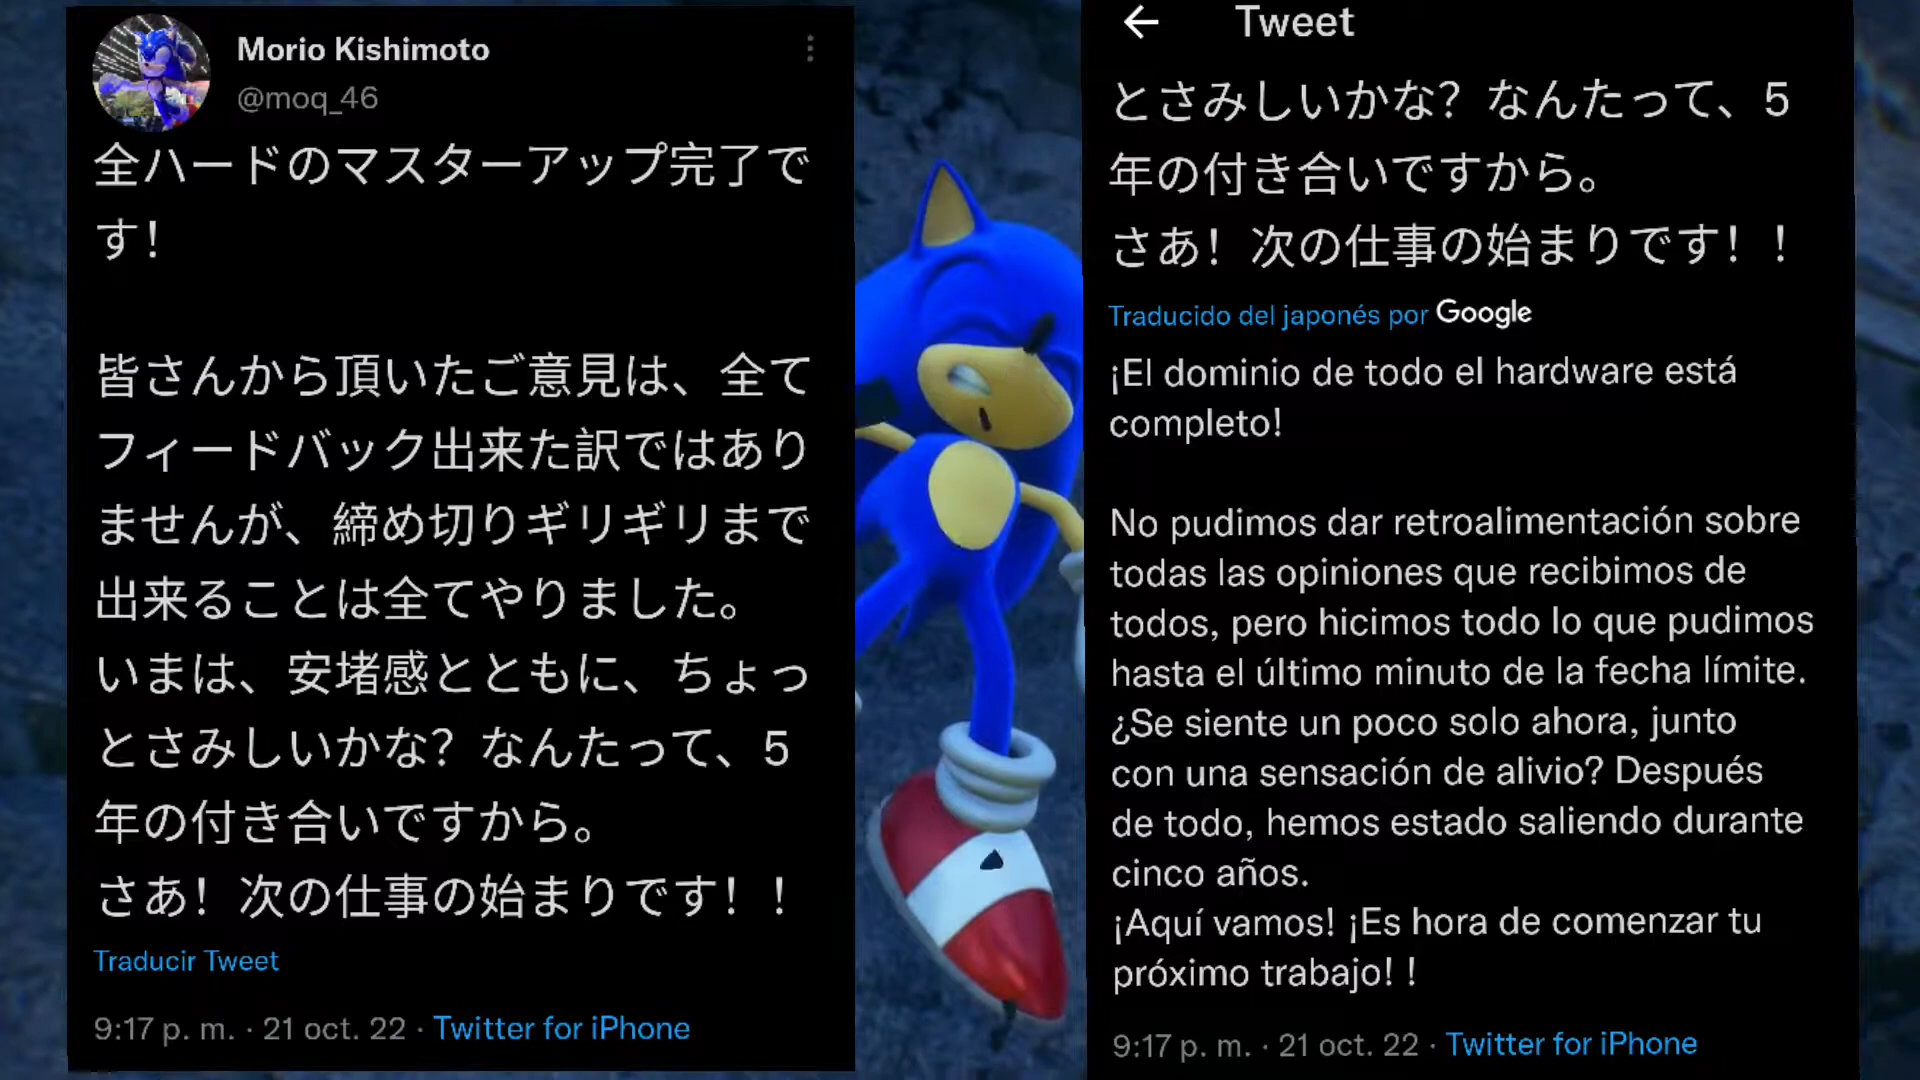 Morio Kishimoto
@moq_46
全ハードのマスターアップ完了で
す！
皆さんから頂いたご意見は、全て
フィードバック出来た訳ではあり
ませんが、締め切りギリギリまで
出来ることは全てやりました。
いまは、安堵感とともに、ちょっ
とさみしいかな？なんたって、5
年の付き合いですから。
さあ！次の仕事の始まりです！！
Traducir Tweet
9:17 p. m. · 21 oct. 22 · Twitter for iPhone
Tweet
とさみしいかな？なんたって、5
年の付き合いですから。
さあ！次の仕事の始まりです！！
Traducido del japonés por Google
¡El dominio de todo el hardware está
completo!
No pudimos dar retroalimentación sobre
todas las opiniones que recibimos de
todos, pero hicimos todo lo que pudimos
hasta el último minuto de la fecha límite.
¿Se siente un poco solo ahora, junto
con una sensación de alivio? Después
de todo, hemos estado saliendo durante
cinco años.
¡Aquí vamos! ¡Es hora de comenzar tu
próximo trabajo! !
9:17 p. m. · 21 oct. 22 · Twitter for iPhone